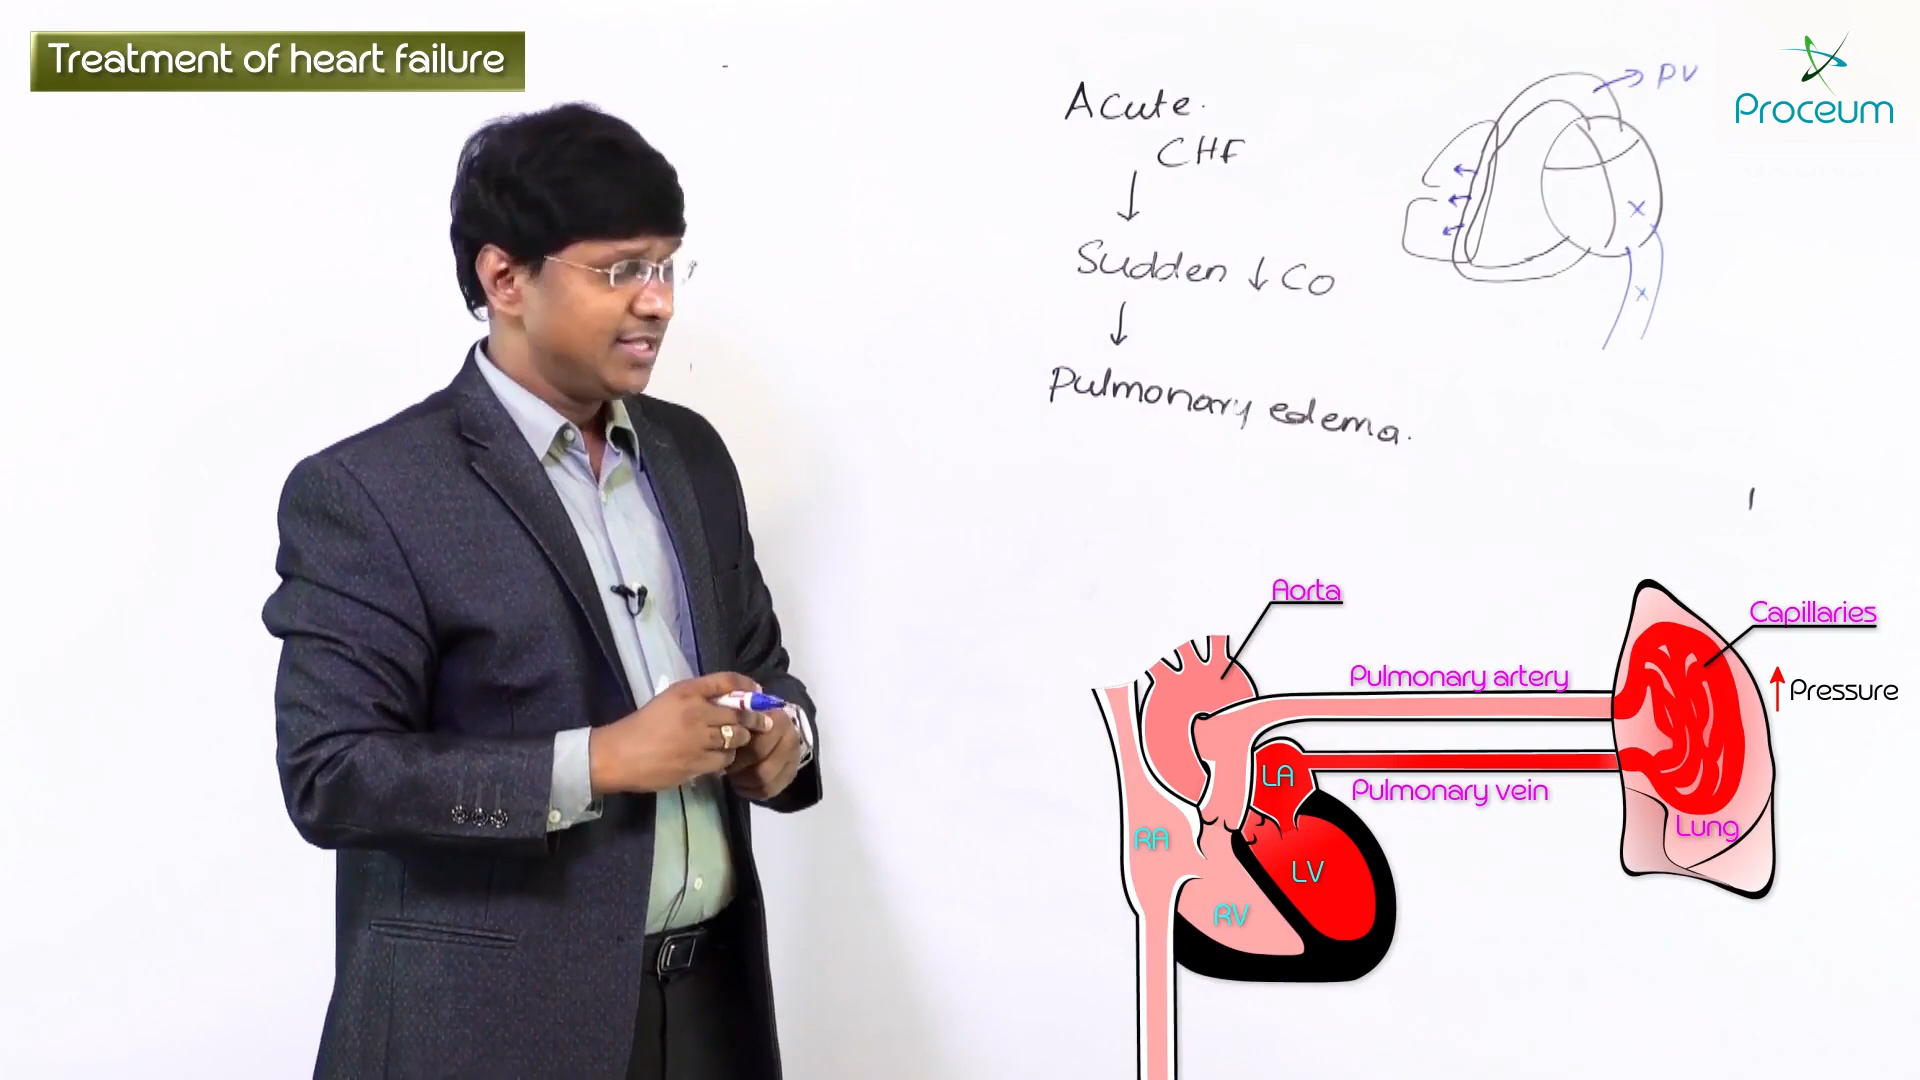 Treatment of heart failure
Acute.
CHF
↓
Sudden ↓ CO
↓
Pulmonary edema.
→ PV
x
x
Proceum
Aorta
Capillaries
Pulmonary artery
↑ Pressure
LA
Pulmonary vein
Lung
RA
LV
RV